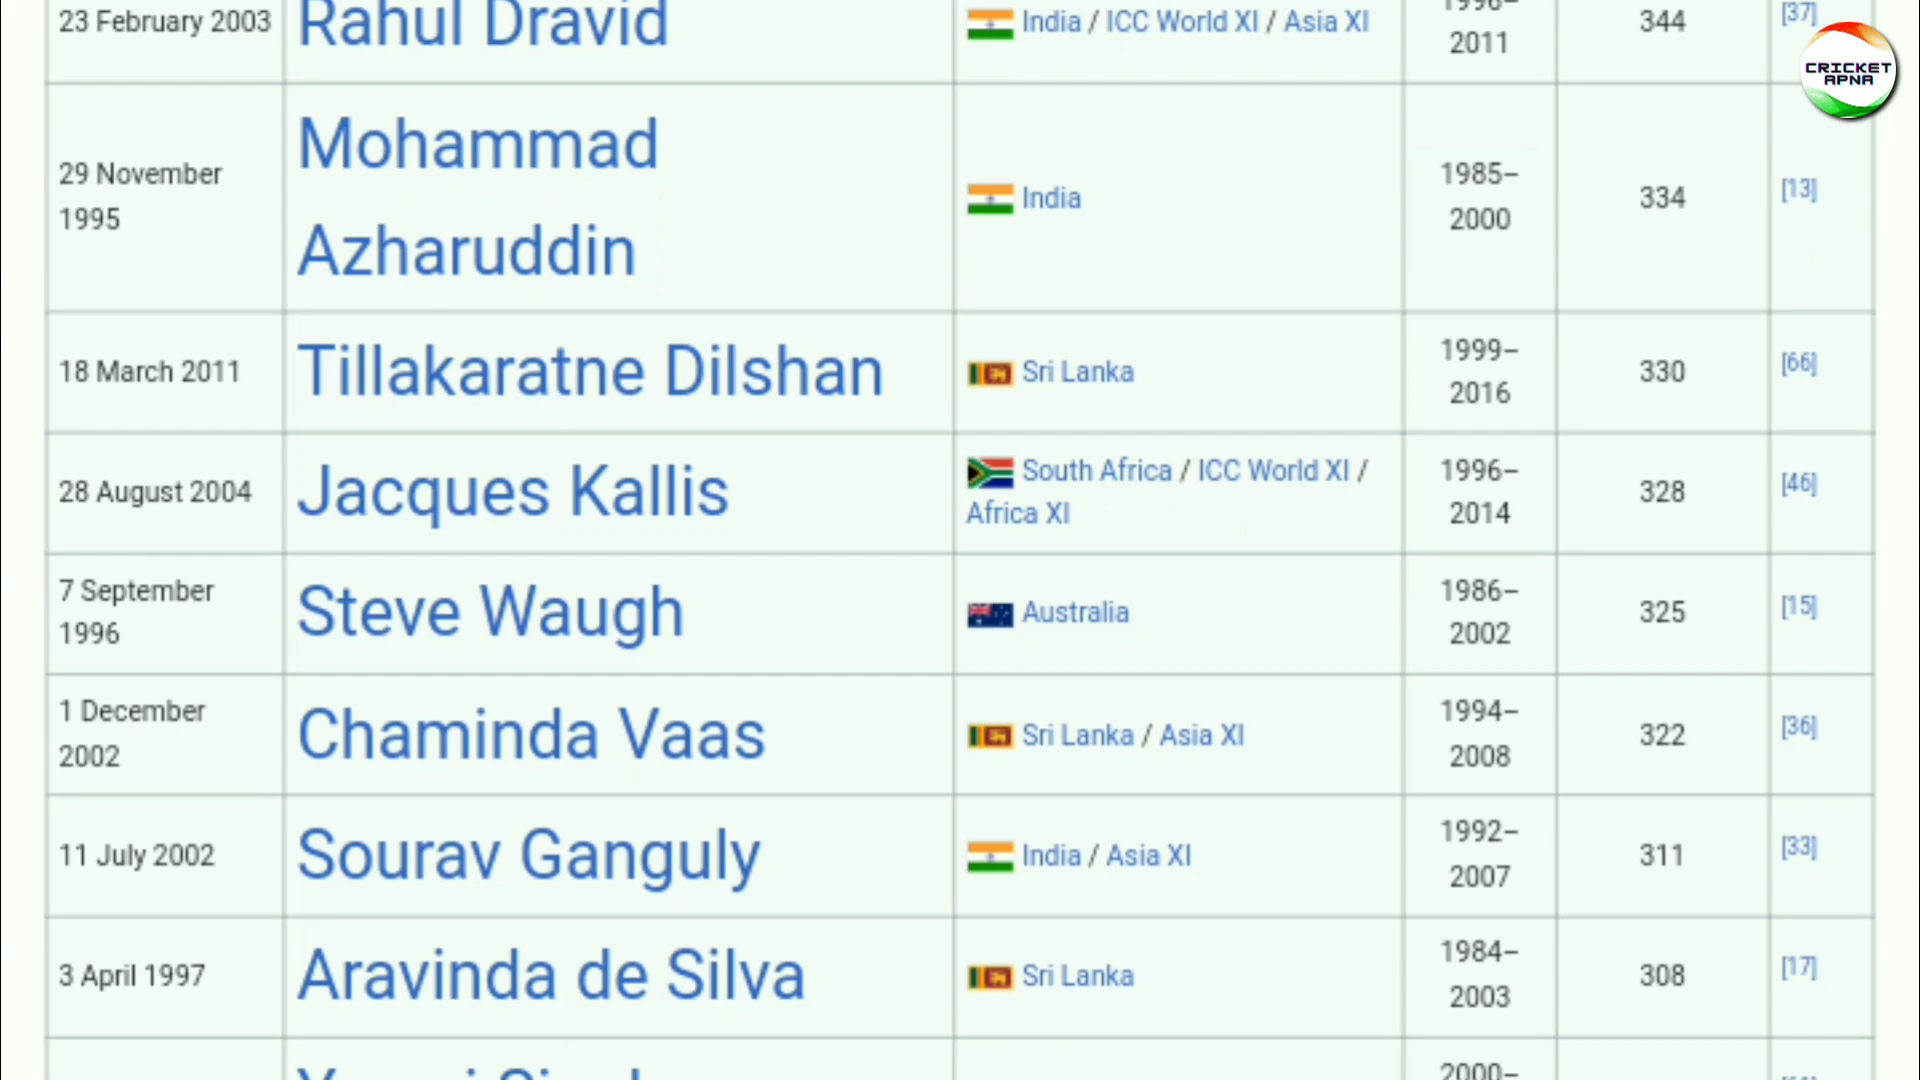 23 February 2003 Rahul Dravid India / ICC World XI / Asia XI 1996– 344 [37]
2011
CRICKET
APNA
Mohammad
29 November 1985– [13]
India 334
1995 2000
Azharuddin
18 March 2011 Tillakaratne Dilshan Sri Lanka 1999– 330 [66]
2016
28 August 2004 Jacques Kallis South Africa / ICC World XI / 1996– 328 [46]
Africa XI 2014
7 September Steve Waugh Australia 1986– 325 [15]
1996 2002
1 December Chaminda Vaas Sri Lanka / Asia XI 1994– 322 [36]
2002 2008
11 July 2002 Sourav Ganguly India / Asia XI 1992– 311 [33]
2007
3 April 1997 Aravinda de Silva Sri Lanka 1984– 308 [17]
2003
2000–